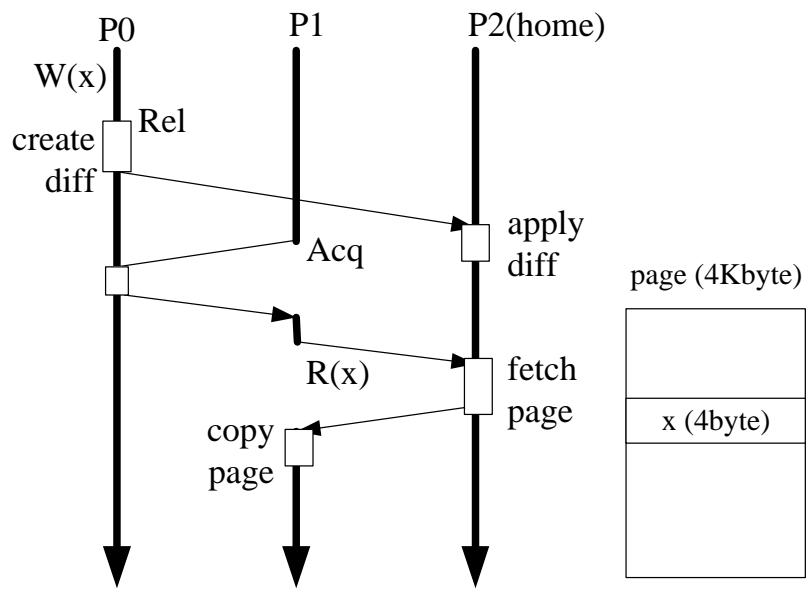 P0
P1
P2(home)
W(x)
Rel
create
diff
apply
diff
Acq
page (4Kbyte)
R(x)
fetch
page
x (4byte)
copy
page